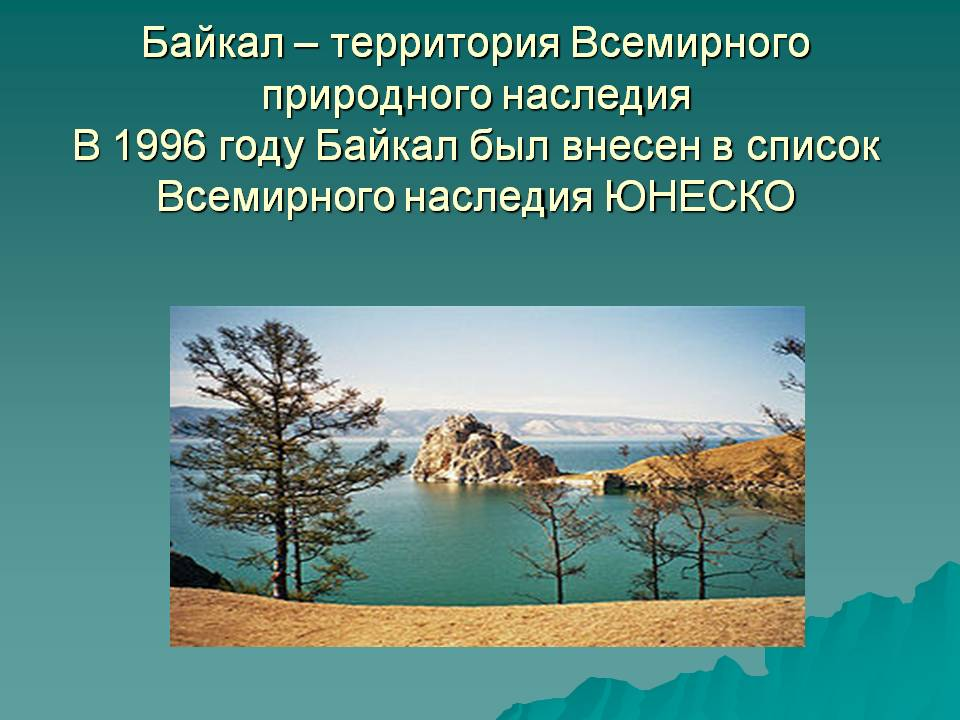 Байкал – территория Всемирного
природного наследия
В 1996 году Байкал был внесен в список
Всемирного наследия ЮНЕСКО